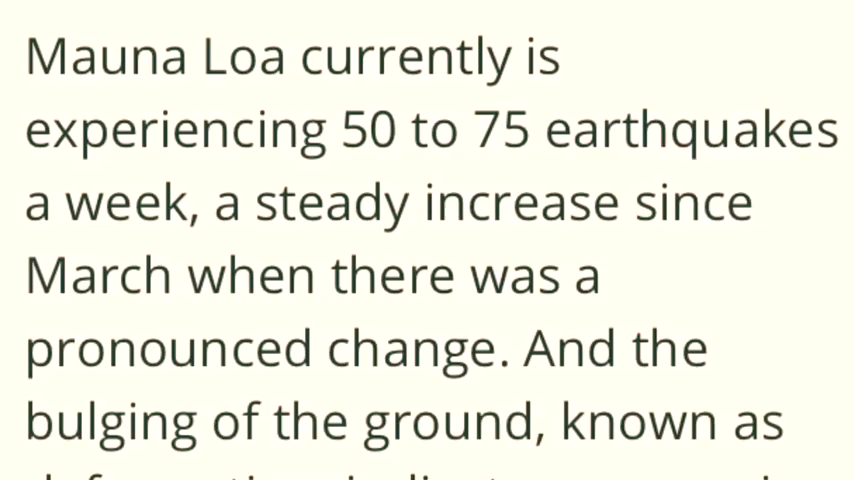 Mauna Loa currently is
experiencing 50 to 75 earthquakes
a week, a steady increase since
March when there was a
pronounced change. And the
bulging of the ground, known as